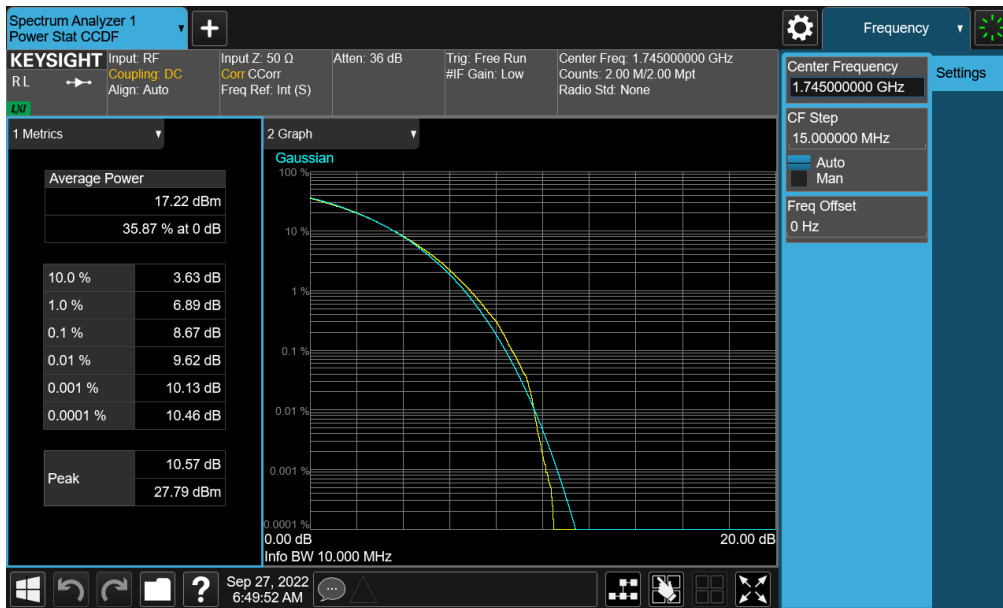 Spectrum Analyzer 1
Power Stat CCDF
+
Frequency
KEYSIGHT
RL
LXI
Input: RF
Coupling: DC
Align: Auto
Input Z: 50 Ω
Corr CCorr
Freq Ref: Int (S)
Atten: 36 dB
Trig: Free Run
#IF Gain: Low
Center Freq: 1.745000000 GHz
Counts: 2.00 M/2.00 Mpt
Radio Std: None
Center Frequency
1.745000000 GHz
Settings
CF Step
15.000000 MHz
Auto
Man
Freq Offset
0 Hz
1 Metrics
Average Power
17.22 dBm
35.87 % at 0 dB
10.0 % 3.63 dB
1.0 % 6.89 dB
0.1 % 8.67 dB
0.01 % 9.62 dB
0.001 % 10.13 dB
0.0001 % 10.46 dB
Peak
10.57 dB
27.79 dBm
2 Graph
Gaussian
100 %
10 %
1 %
0.1 %
0.01 %
0.001 %
0.0001 %
0.00 dB 20.00 dB
Info BW 10.000 MHz
?
Sep 27, 2022
6:49:52 AM